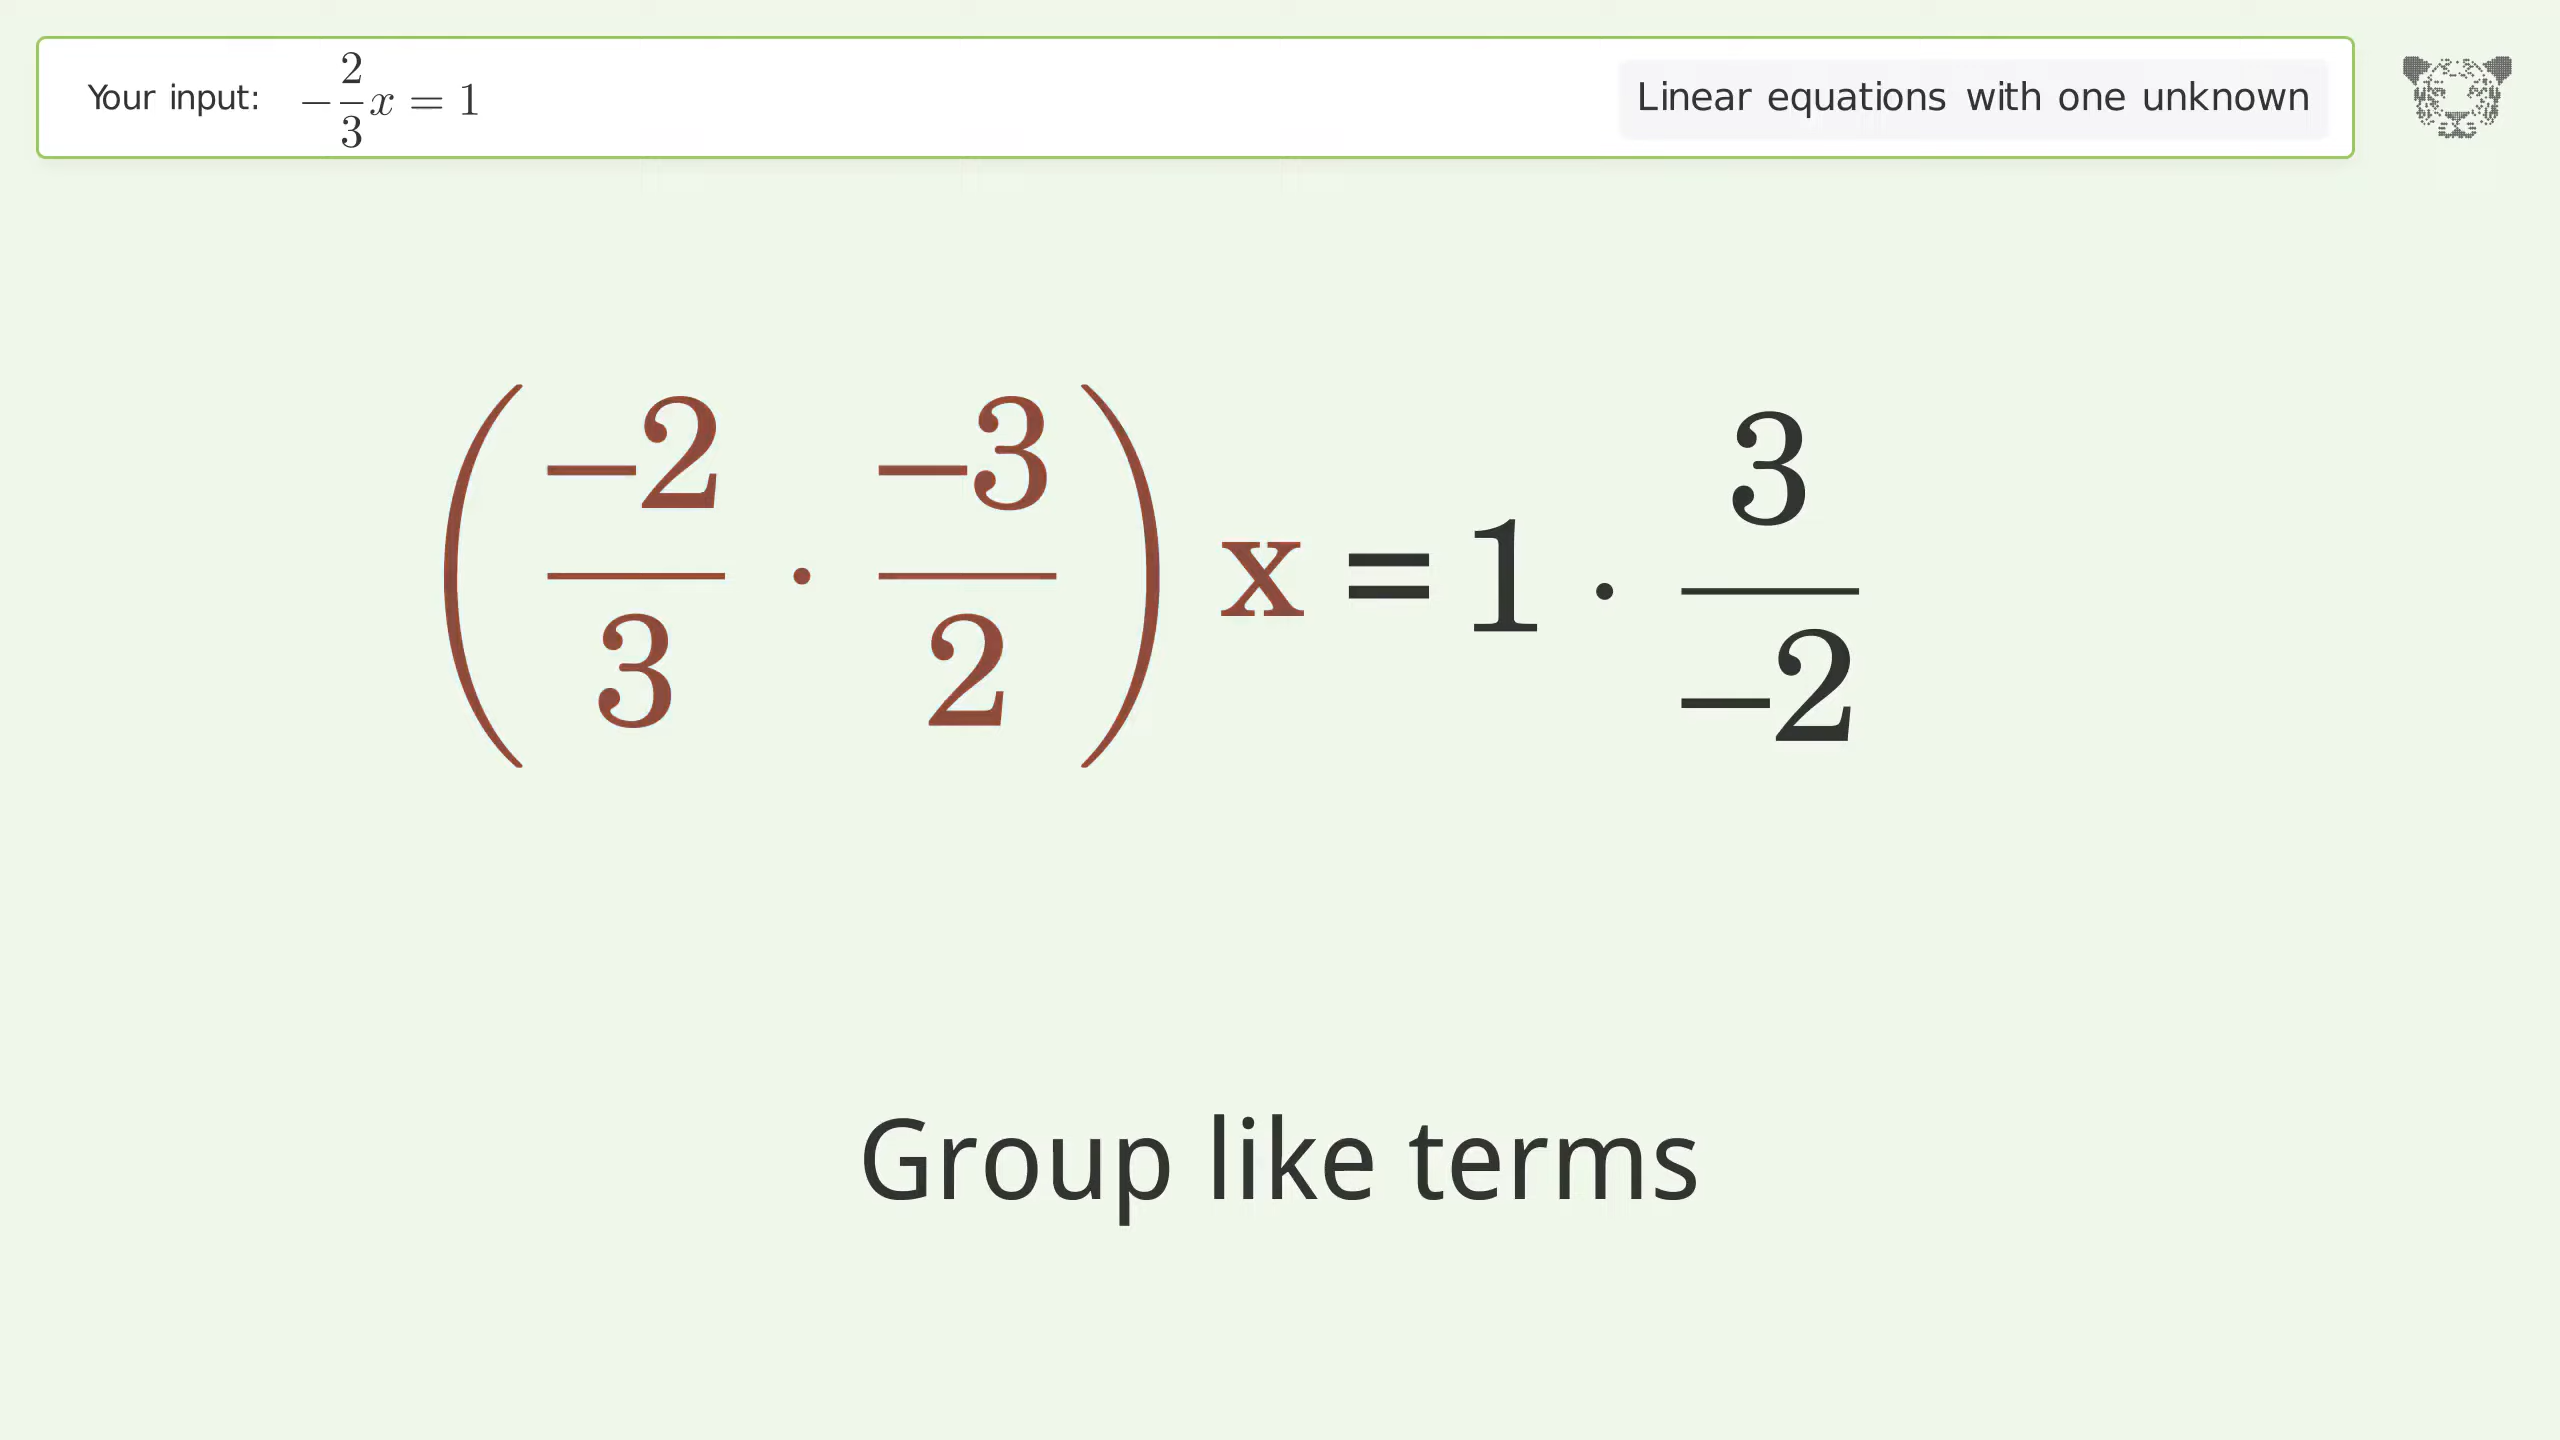 Your input: −2/3x = 1
Linear equations with one unknown
(−2/3 · −3/2) x = 1 · 3/−2
Group like terms